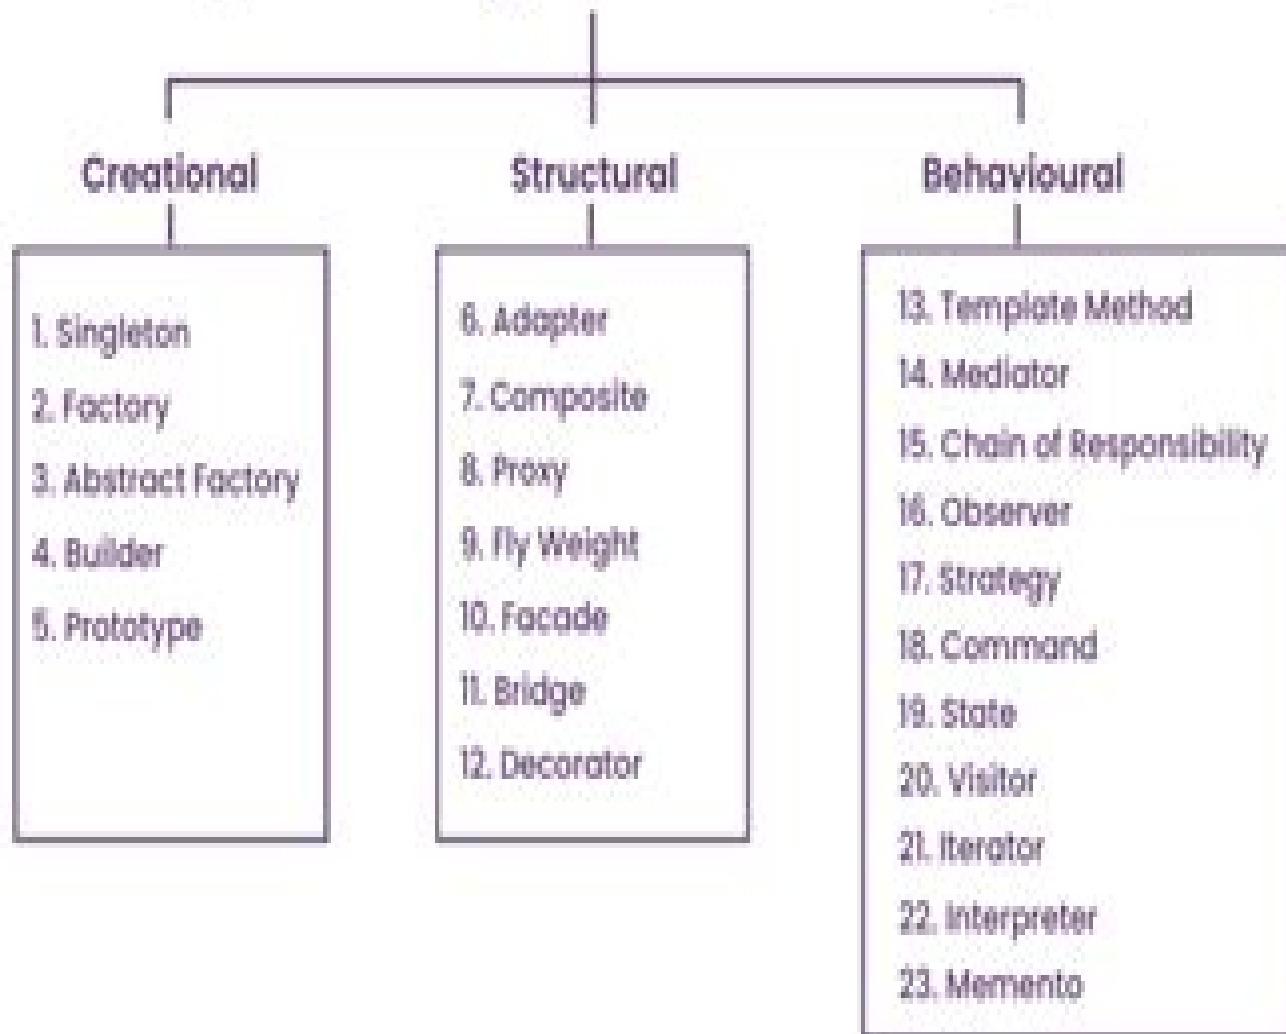 Creational
Structural
Behavioural
1. Singleton
2. Factory
3. Abstract Factory
4. Builder
5. Prototype
6. Adapter
7. Composite
8. Proxy
9. Fly Weight
10. Facade
11. Bridge
12. Decorator
13. Template Method
14. Mediator
15. Chain of Responsibility
16. Observer
17. Strategy
18. Command
19. State
20. Visitor
21. Iterator
22. Interpreter
23. Memento